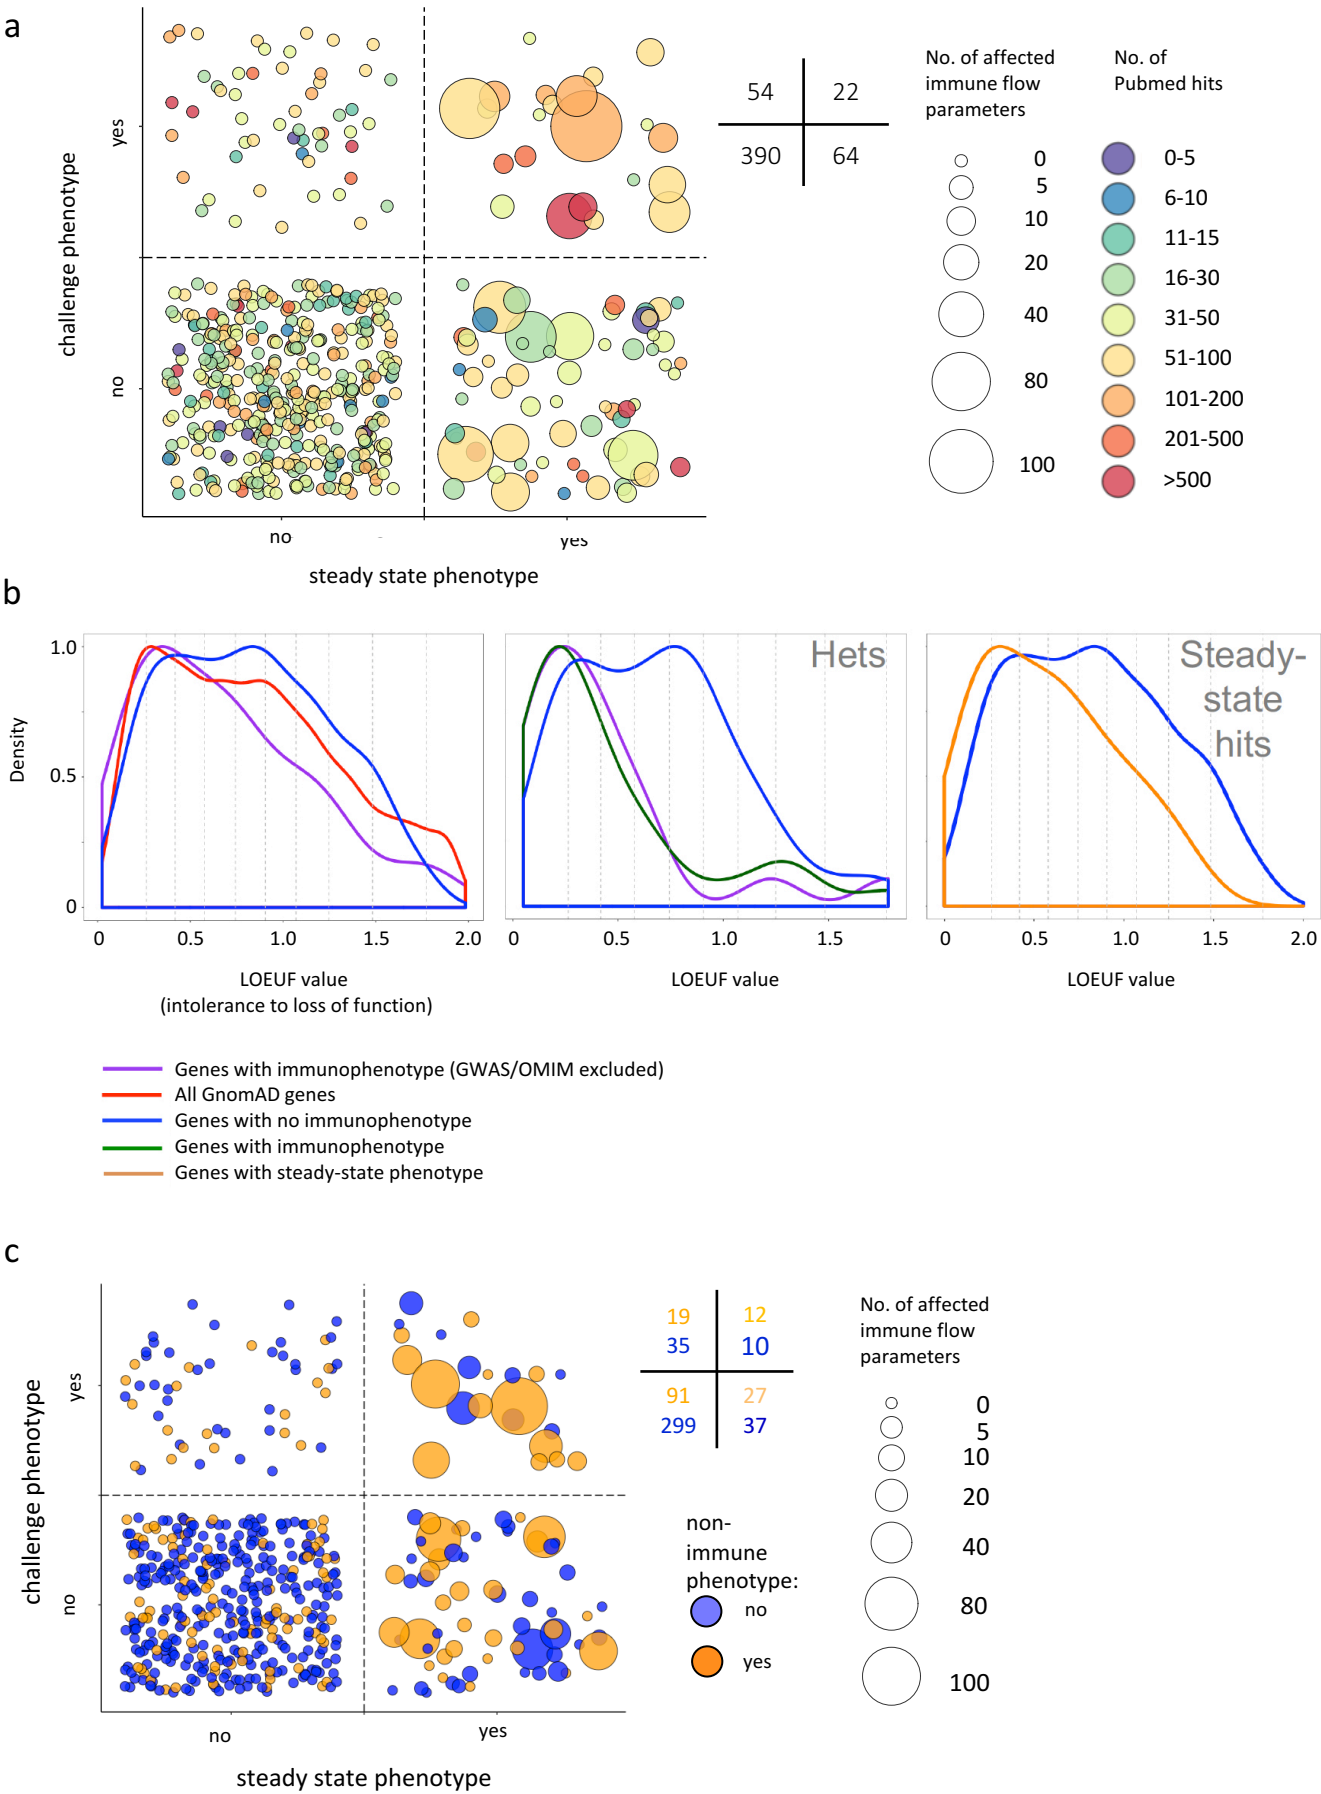 a
challenge phenotype
yes
no
no
yes
steady state phenotype
54
22
390
64
No. of affected
immune flow
parameters
0
5
10
20
40
80
100
No. of
Pubmed hits
0-5
6-10
11-15
16-30
31-50
51-100
101-200
201-500
>500
b
Density
1.0
0.5
0
0
0.5
1.0
1.5
2.0
LOEUF value
(intolerance to loss of function)
Hets
0
0.5
1.0
1.5
LOEUF value
Steady-
state
hits
0
0.5
1.0
1.5
2.0
LOEUF value
Genes with immunophenotype (GWAS/OMIM excluded)
All GnomAD genes
Genes with no immunophenotype
Genes with immunophenotype
Genes with steady-state phenotype
c
challenge phenotype
yes
no
no
yes
steady state phenotype
19
12
35
10
91
27
299
37
non-
immune
phenotype:
no
yes
No. of affected
immune flow
parameters
0
5
10
20
40
80
100